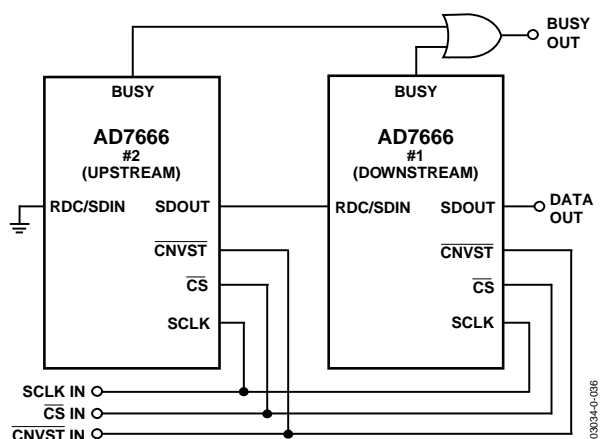 BUSY
OUT
BUSY
BUSY
AD7666
#2
(UPSTREAM)
AD7666
#1
(DOWNSTREAM)
RDC/SDIN
SDOUT
RDC/SDIN
SDOUT
DATA
OUT
CNVST
CNVST
CS
CS
SCLK
SCLK
SCLK IN
CS IN
CNVST IN
03034-0-036